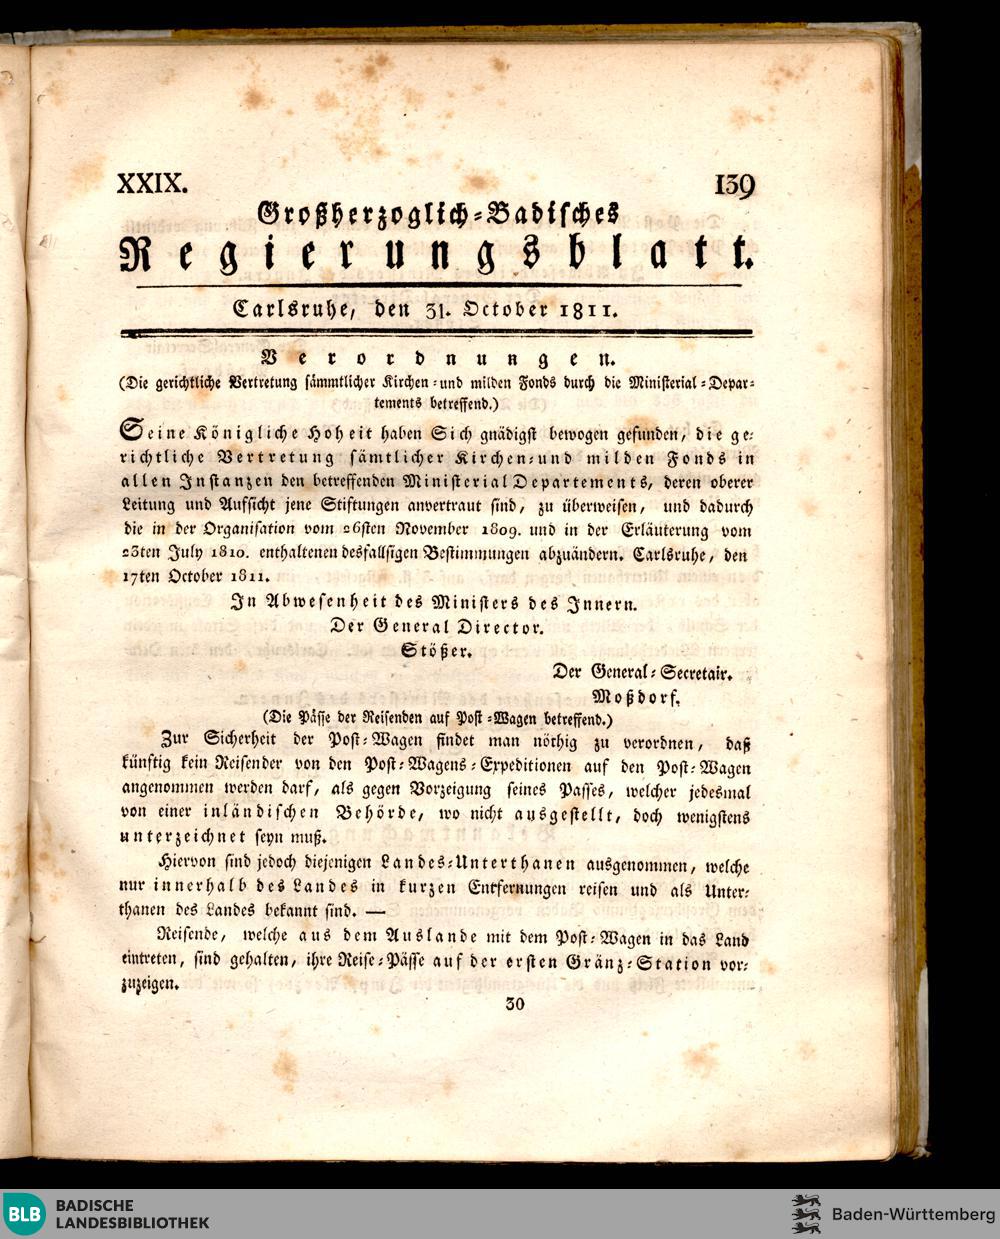 XXIX. 139
Großherzoglich-Badisches
Regierungsblatt.
Carlsruhe, den 31. October 1811.
Verordnungen.
(Die gerichtliche Vertretung sämmtlicher Kirchen-und milden Fonds durch die Ministerial-Depar-
tements betreffend.)
Seine Königliche Hoheit haben Sich gnädigst bewogen gefunden, die ge-
richtliche Vertretung sämtlicher Kirchen-und milden Fonds in
allen Instanzen den betreffenden Ministerial Departements, deren oberer
Leitung und Aufsicht jene Stiftungen anvertraut sind, zu überweisen, und dadurch
die in der Organisation vom 26sten November 1809. und in der Erläuterung vom
23ten July 1810. enthaltenen desfallsigen Bestimmungen abzuändern. Carlsruhe, den
17ten October 1811.
In Abwesenheit des Ministers des Innern.
Der General Director.
Stößer.
Der General-Secretair.
Moßdorf.
(Die Pässe der Reisenden auf Post-Wagen betreffend.)
Zur Sicherheit der Post-Wagen findet man nöthig zu verordnen, daß
künftig kein Reisender von den Post-Wagens-Expeditionen auf den Post-Wagen
angenommen werden darf, als gegen Vorzeigung seines Passes, welcher jedesmal
von einer inländischen Behörde, wo nicht ausgestellt, doch wenigstens
unterzeichnet seyn muß.
Hiervon sind jedoch diejenigen Landes-Unterthanen ausgenommen, welche
nur innerhalb des Landes in kurzen Entfernungen reisen und als Unter-
thanen des Landes bekannt sind. —
Reisende, welche aus dem Auslande mit dem Post-Wagen in das Land
eintreten, sind gehalten, ihre Reise-Pässe auf der ersten Gränz-Station vor-
zuzeigen.
30
BLB BADISCHE
LANDESBIBLIOTHEK
Baden-Württemberg